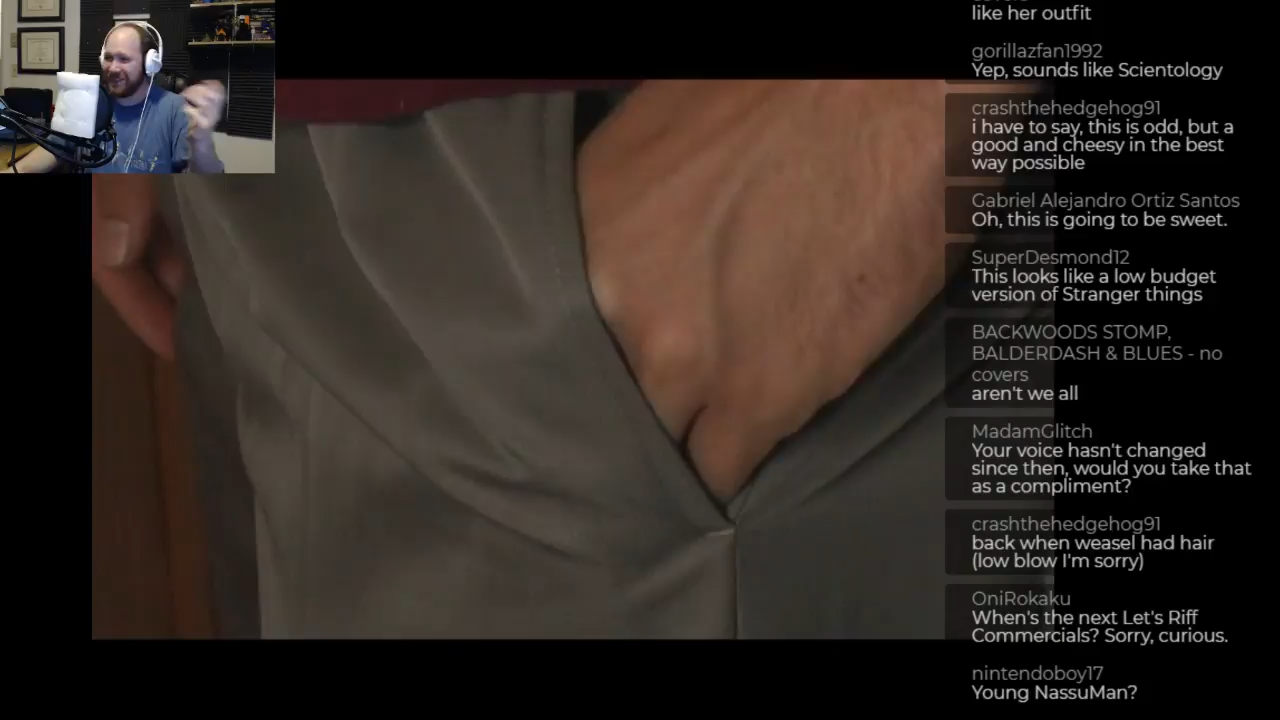 like her outfit
gorillazfan1992
Yep, sounds like Scientology
crashthehedgehog91
i have to say, this is odd, but a
good and cheesy in the best
way possible
Gabriel Alejandro Ortiz Santos
Oh, this is going to be sweet.
SuperDesmond12
This looks like a low budget
version of Stranger things
BACKWOODS STOMP,
BALDERDASH & BLUES - no
covers
aren't we all
MadamGlitch
Your voice hasn't changed
since then, would you take that
as a compliment?
crashthehedgehog91
back when weasel had hair
(low blow I'm sorry)
OniRokaku
When's the next Let's Riff
Commercials? Sorry, curious.
nintendoboy17
Young NassuMan?